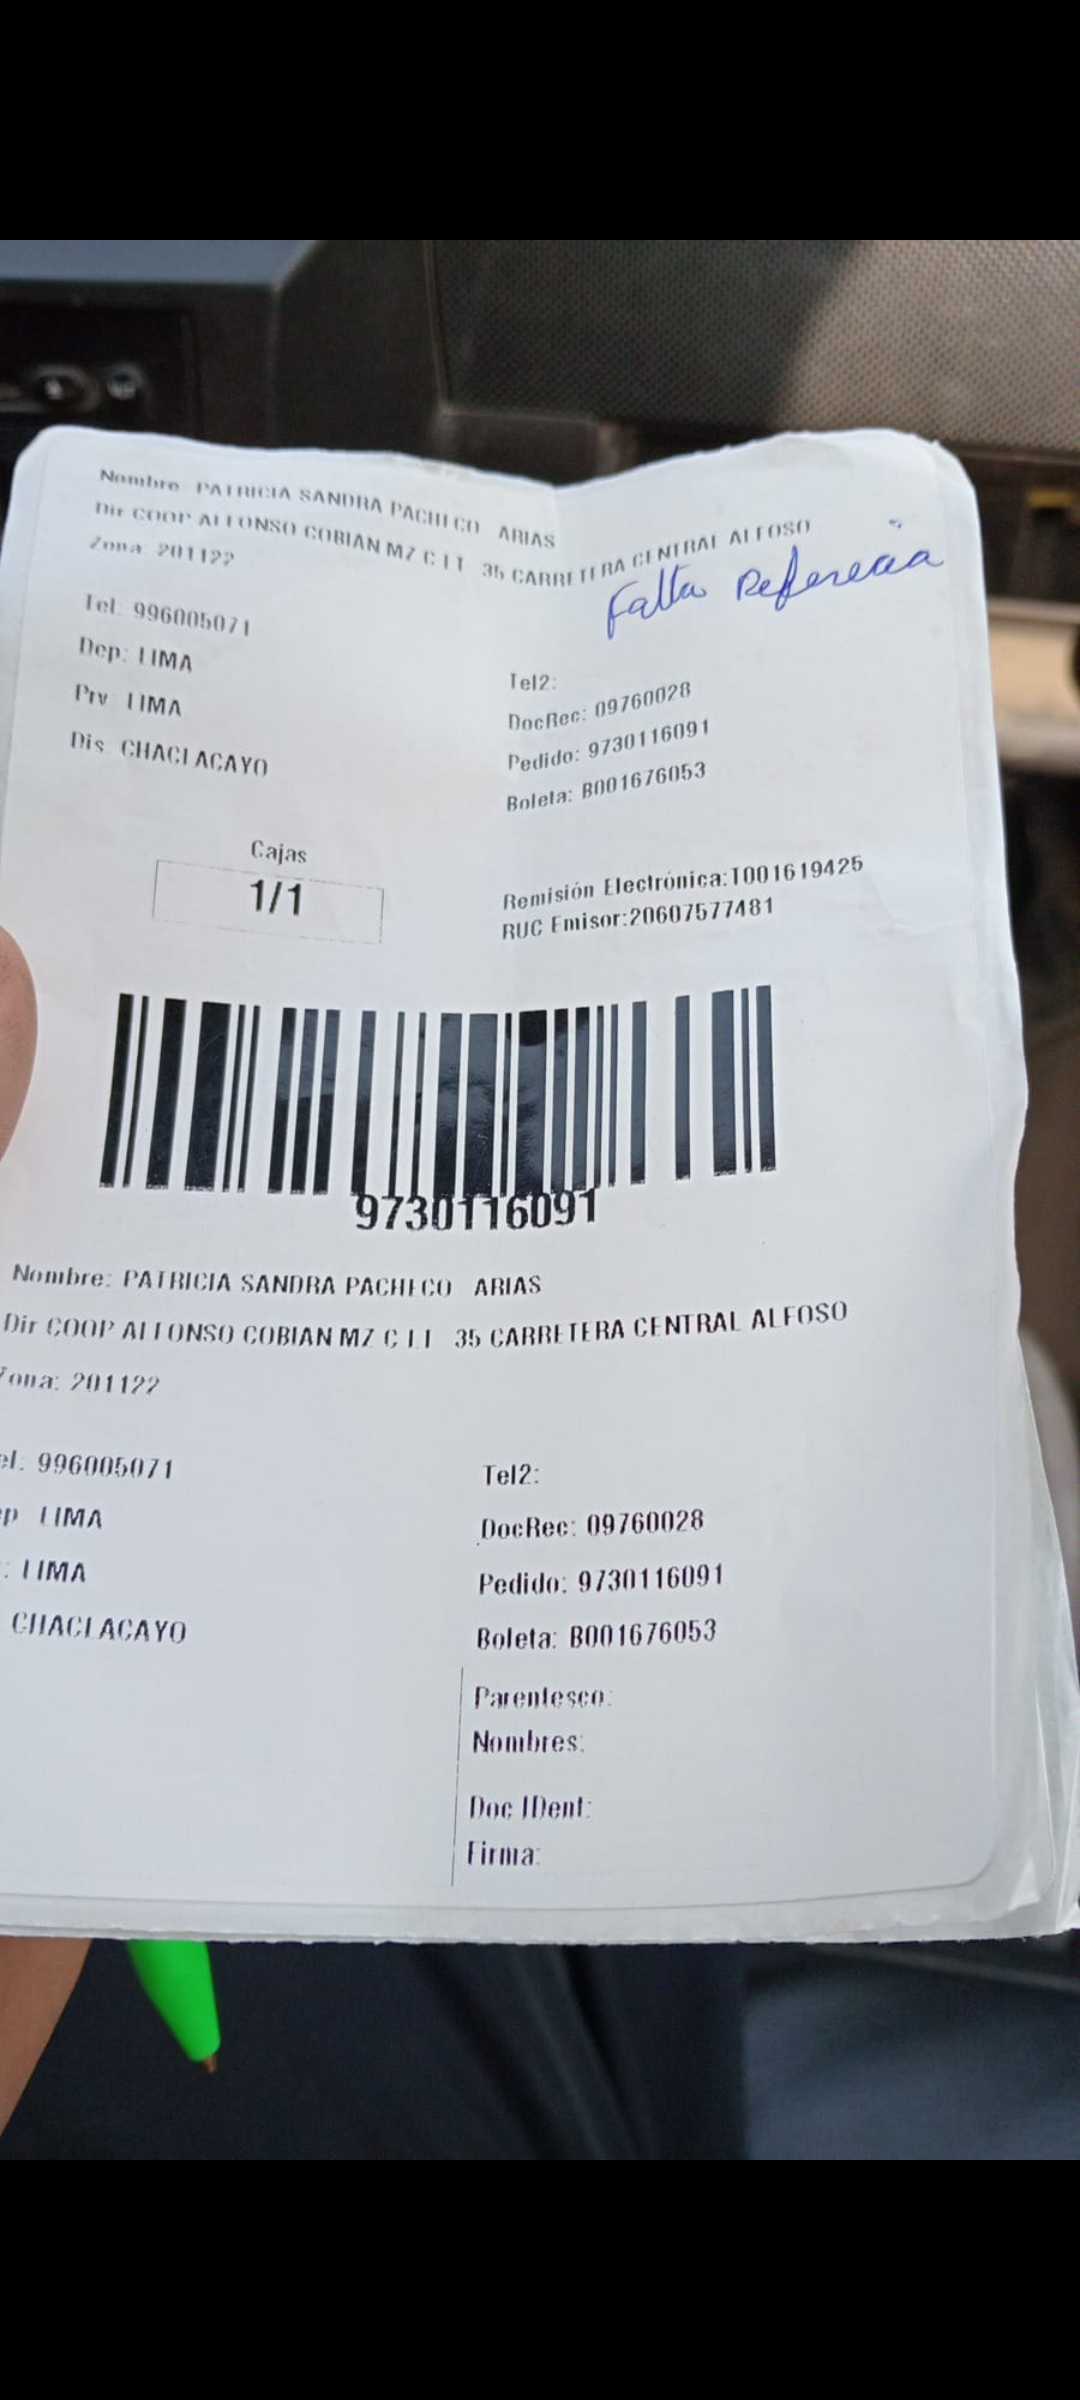 Nombre: PATRICIA SANDRA PACHECO ARIAS
Dir COOP ALFONSO COBIAN MZ C LT 35 CARRETERA CENTRAL ALFOSO
Zona: 201122
Falta Referencia
Tel: 996005071
Dep: LIMA
Prv LIMA
Dis CHACLACAYO
Tel2:
DocRec: 09760028
Pedido: 9730116091
Boleta: B001676053
Cajas
1/1
Remisión Electrónica:T001619425
RUC Emisor:20607577481
9730116091
Nombre: PATRICIA SANDRA PACHECO ARIAS
Dir COOP ALFONSO COBIAN MZ C LT 35 CARRETERA CENTRAL ALFOSO
Zona: 201122
el: 996005071
ep LIMA
: LIMA
CHACLACAYO
Tel2:
DocRec: 09760028
Pedido: 9730116091
Boleta: B001676053
Parentesco:
Nombres:
Doc IDent:
Firma: